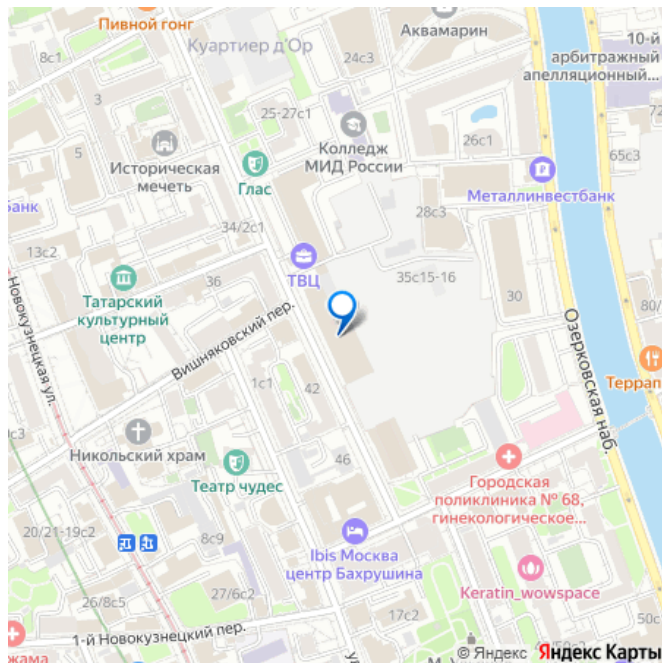 Пивной гонг
Аквамарин
10-й
арбитражный
апелляционный...
Куартиер д'Ор
8с1
24с3
3
25-27с1
72
5
Историческая
мечеть
Глас
Колледж
МИД России
26с1
65с3
Металлинвестбанк
Банк
34/2с1
28с3
13с2
ТВЦ
35с15-16
36
Татарский
культурный
центр
30
80/
Новокузнецкая ул.
Вишняковский пер.
Озерковская наб.
Террап
1с1
42
9с3
Никольский храм
46
Театр чудес
Городская
поликлиника № 68,
гинекологическое...
20/21-19с2
8с9
Ibis Москва
центр Бахрушина
27/6с2
Keratin_wowspace
26/8с5
17с2
жама
1-й Новокузнецкий пер.
50с1
© Яндекс Яндекс Карты